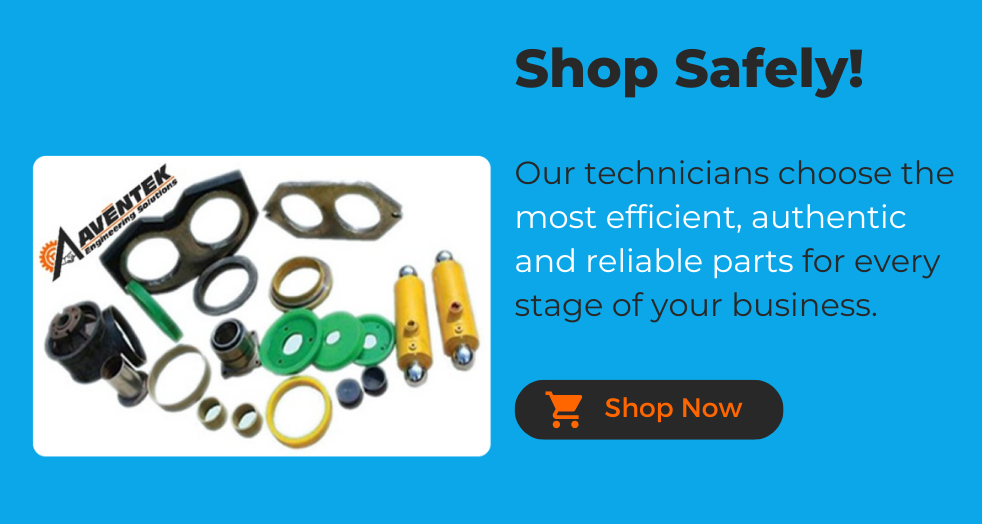 Shop Safely!
AAVENTEK
Engineering Solutions
Our technicians choose the
most efficient, authentic
and reliable parts for every
stage of your business.
Shop Now